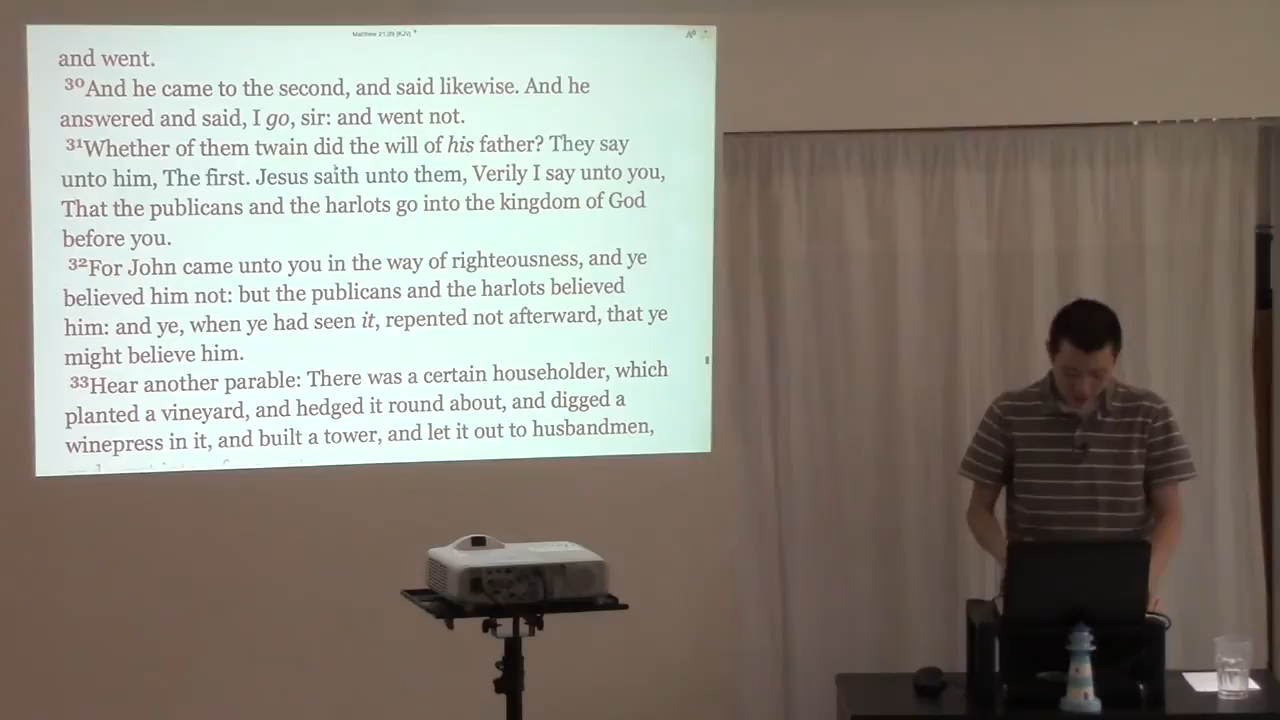 Matthew 21:29 (KJV)
and went.
30And he came to the second, and said likewise. And he
answered and said, I go, sir: and went not.
31Whether of them twain did the will of his father? They say
unto him, The first. Jesus saith unto them, Verily I say unto you,
That the publicans and the harlots go into the kingdom of God
before you.
32For John came unto you in the way of righteousness, and ye
believed him not: but the publicans and the harlots believed
him: and ye, when ye had seen it, repented not afterward, that ye
might believe him.
33Hear another parable: There was a certain householder, which
planted a vineyard, and hedged it round about, and digged a
winepress in it, and built a tower, and let it out to husbandmen,